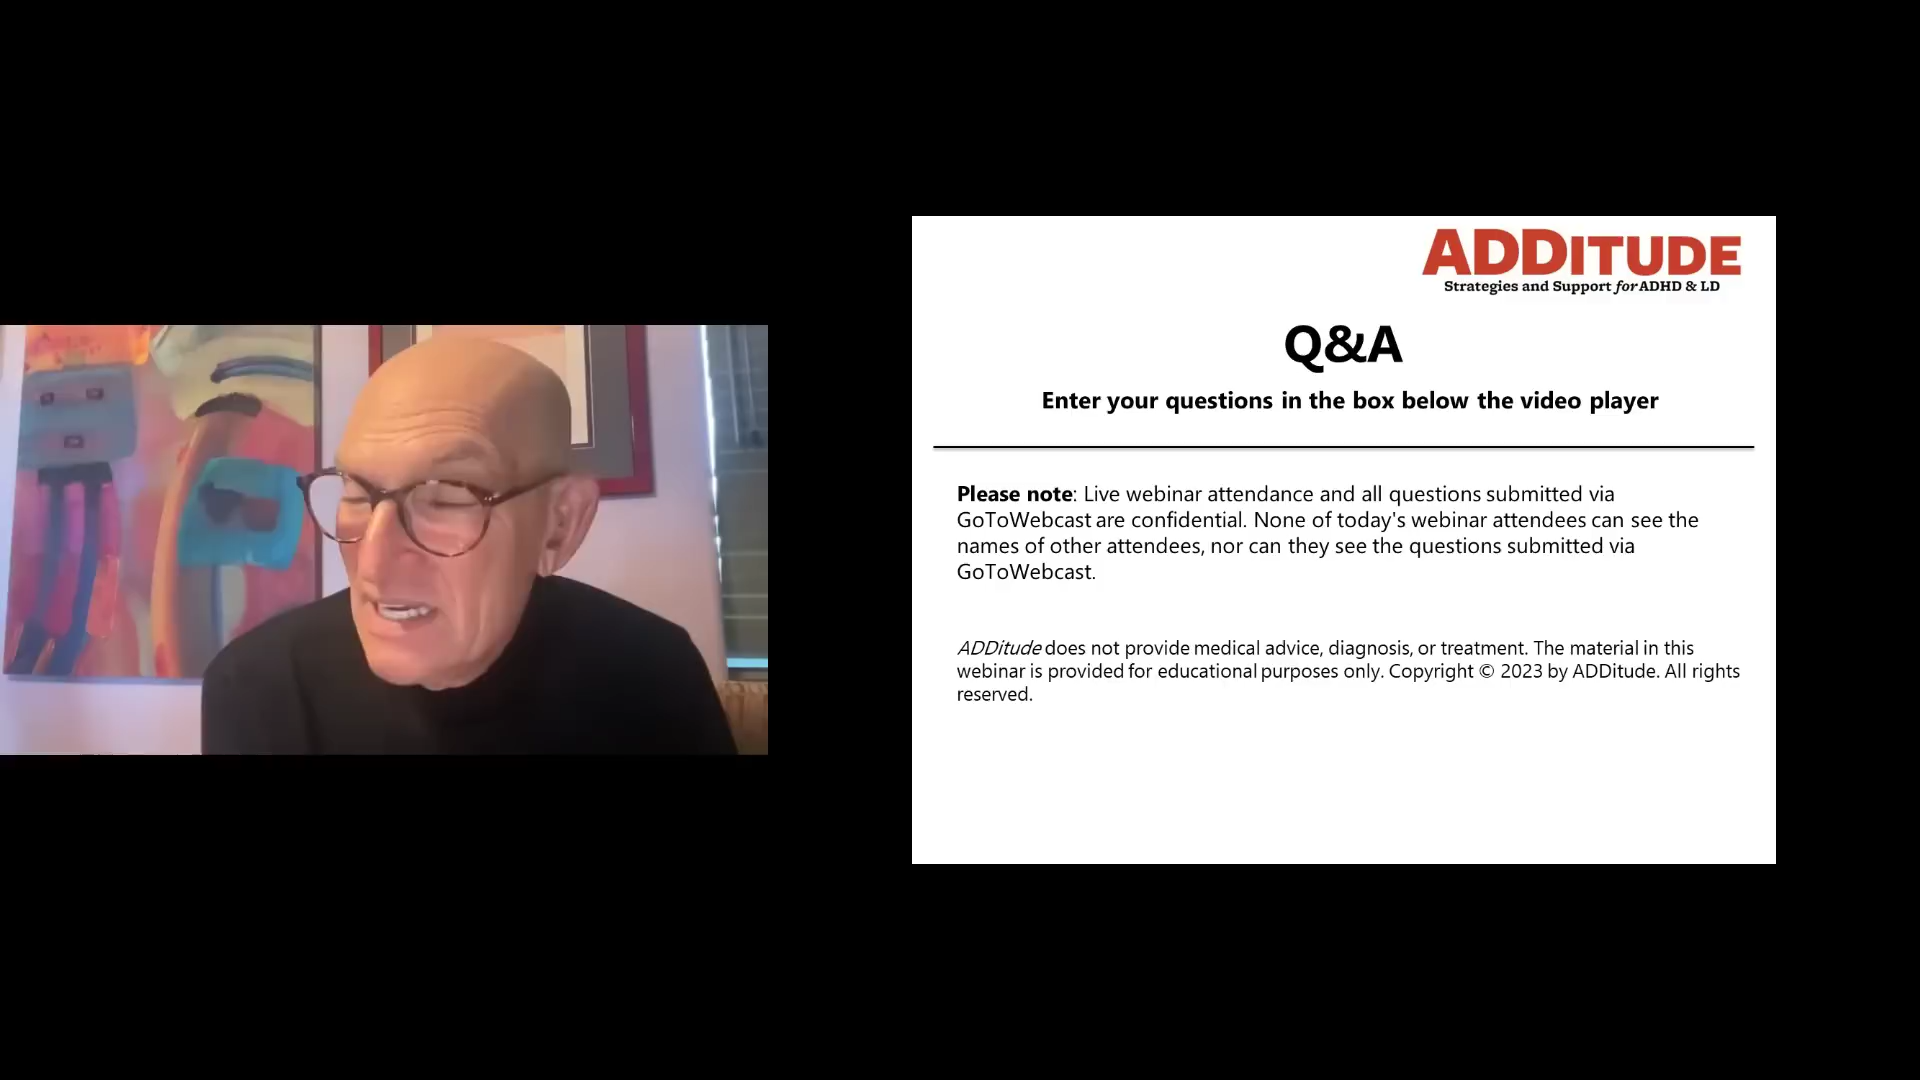 ADDITUDE
Strategies and Support for ADHD & LD
Q&A
Enter your questions in the box below the video player
Please note: Live webinar attendance and all questions submitted via
GoToWebcast are confidential. None of today's webinar attendees can see the
names of other attendees, nor can they see the questions submitted via
GoToWebcast.
ADDitude does not provide medical advice, diagnosis, or treatment. The material in this
webinar is provided for educational purposes only. Copyright © 2023 by ADDitude. All rights
reserved.